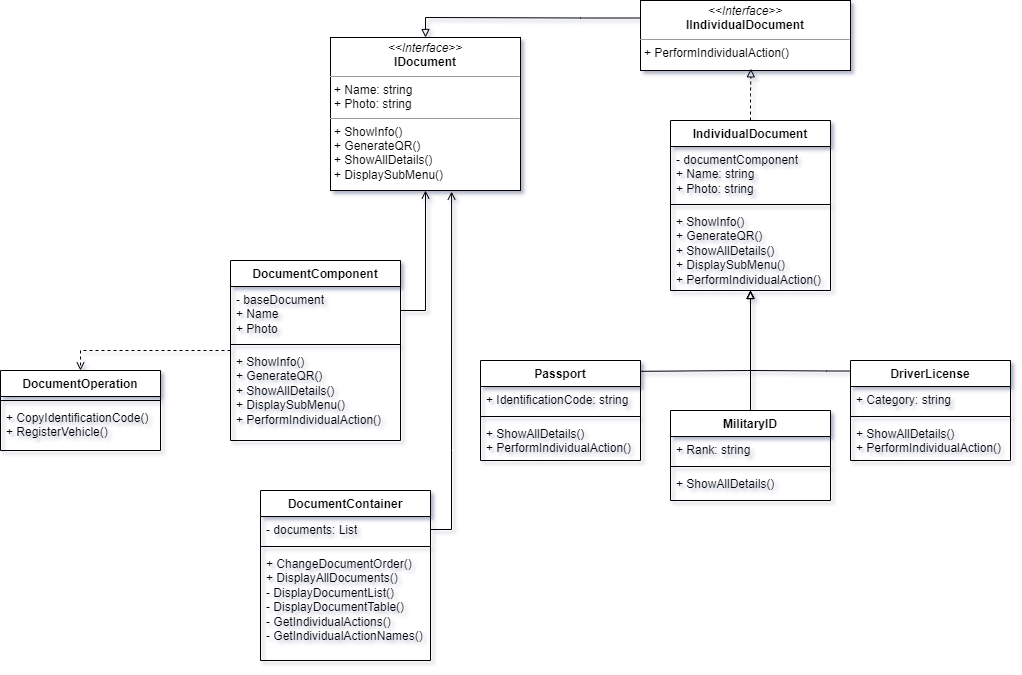 <<Interface>>
IIndividualDocument
+ PerformIndividualAction()
<<Interface>>
IDocument
+ Name: string
+ Photo: string
+ ShowInfo()
+ GenerateQR()
+ ShowAllDetails()
+ DisplaySubMenu()
IndividualDocument
- documentComponent
+ Name: string
+ Photo: string
+ ShowInfo()
+ GenerateQR()
+ ShowAllDetails()
+ DisplaySubMenu()
+ PerformIndividualAction()
DocumentComponent
- baseDocument
+ Name
+ Photo
+ ShowInfo()
+ GenerateQR()
+ ShowAllDetails()
+ DisplaySubMenu()
+ PerformIndividualAction()
DocumentOperation
+ CopyIdentificationCode()
+ RegisterVehicle()
Passport
+ IdentificationCode: string
+ ShowAllDetails()
+ PerformIndividualAction()
MilitaryID
+ Rank: string
+ ShowAllDetails()
DriverLicense
+ Category: string
+ ShowAllDetails()
+ PerformIndividualAction()
DocumentContainer
- documents: List
+ ChangeDocumentOrder()
+ DisplayAllDocuments()
- DisplayDocumentList()
- DisplayDocumentTable()
- GetIndividualActions()
- GetIndividualActionNames()